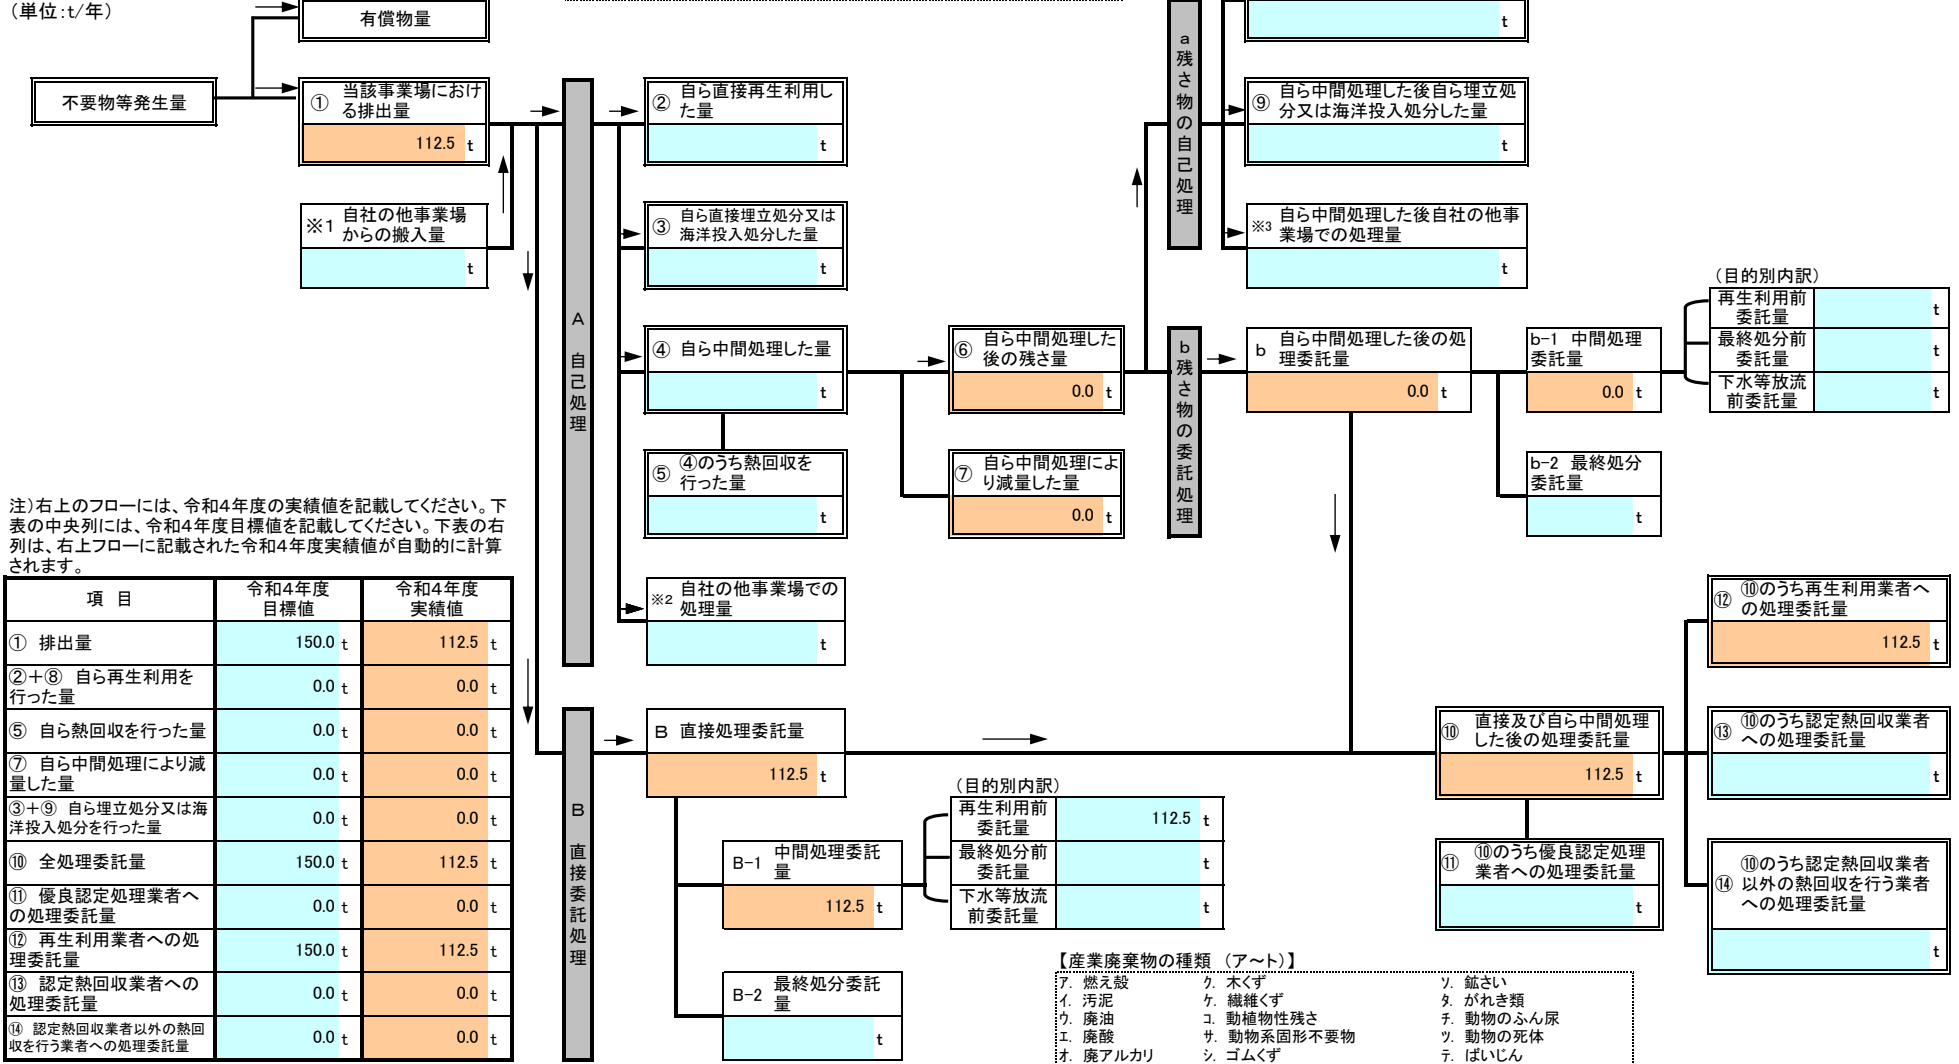 （単位：t/年）
有償物量
t
不要物等発生量
① 当該事業場におけ
る排出量
112.5 t
※1 自社の他事業場
からの搬入量
t
A
自己処理
② 自ら直接再生利用し
た量
t
③ 自ら直接埋立処分又は
海洋投入処分した量
t
④ 自ら中間処理した量
t
⑤ ④のうち熱回収を
行った量
t
※2 自社の他事業場での
処理量
t
⑥ 自ら中間処理した
後の残さ量
0.0 t
⑦ 自ら中間処理によ
り減量した量
0.0 t
a残さ物の自己処理
⑨ 自ら中間処理した後自ら埋立処
分又は海洋投入処分した量
t
※3 自ら中間処理した後自社の他事
業場での処理量
t
b残さ物の委託処理
b 自ら中間処理した後の処
理委託量
0.0 t
b-1 中間処理
委託量
0.0 t
b-2 最終処分
委託量
t
（目的別内訳）
再生利用前
委託量 t
最終処分前
委託量 t
下水等放流
前委託量 t
注）右上のフローには、令和４年度の実績値を記載してください。下
表の中央列には、令和４年度目標値を記載してください。下表の右
列は、右上フローに記載された令和４年度実績値が自動的に計算
されます。
項 目 令和４年度
目標値 令和４年度
実績値
① 排出量 150.0 t 112.5 t
②＋⑧ 自ら再生利用を
行った量 0.0 t 0.0 t
⑤ 自ら熱回収を行った量 0.0 t 0.0 t
⑦ 自ら中間処理により減
量した量 0.0 t 0.0 t
③＋⑨ 自ら埋立処分又は海
洋投入処分を行った量 0.0 t 0.0 t
⑩ 全処理委託量 150.0 t 112.5 t
⑪ 優良認定処理業者へ
の処理委託量 0.0 t 0.0 t
⑫ 再生利用業者への処
理委託量 150.0 t 112.5 t
⑬ 認定熱回収業者への
処理委託量 0.0 t 0.0 t
⑭ 認定熱回収業者以外の熱回
収を行う業者への処理委託量 0.0 t 0.0 t
B
直接委託処理
B 直接処理委託量
112.5 t
B-1 中間処理委託
量
112.5 t
B-2 最終処分委託
量
t
（目的別内訳）
再生利用前
委託量 112.5 t
最終処分前
委託量 t
下水等放流
前委託量 t
⑩ 直接及び自ら中間処理
した後の処理委託量
112.5 t
⑪ ⑩のうち優良認定処理
業者への処理委託量
t
⑫ ⑩のうち再生利用業者へ
の処理委託量
112.5 t
⑬ ⑩のうち認定熱回収業者
への処理委託量
t
⑭ ⑩のうち認定熱回収業者
以外の熱回収を行う業者
への処理委託量
t
【産業廃棄物の種類 （ア～ト）】
ア. 燃え殻 ク. 木くず ソ. 鉱さい
イ. 汚泥 ケ. 繊維くず タ. がれき類
ウ. 廃油 コ. 動植物性残さ チ. 動物のふん尿
エ. 廃酸 サ. 動物系固形不要物 ツ. 動物の死体
オ. 廃アルカリ シ. ゴムくず テ. ばいじん